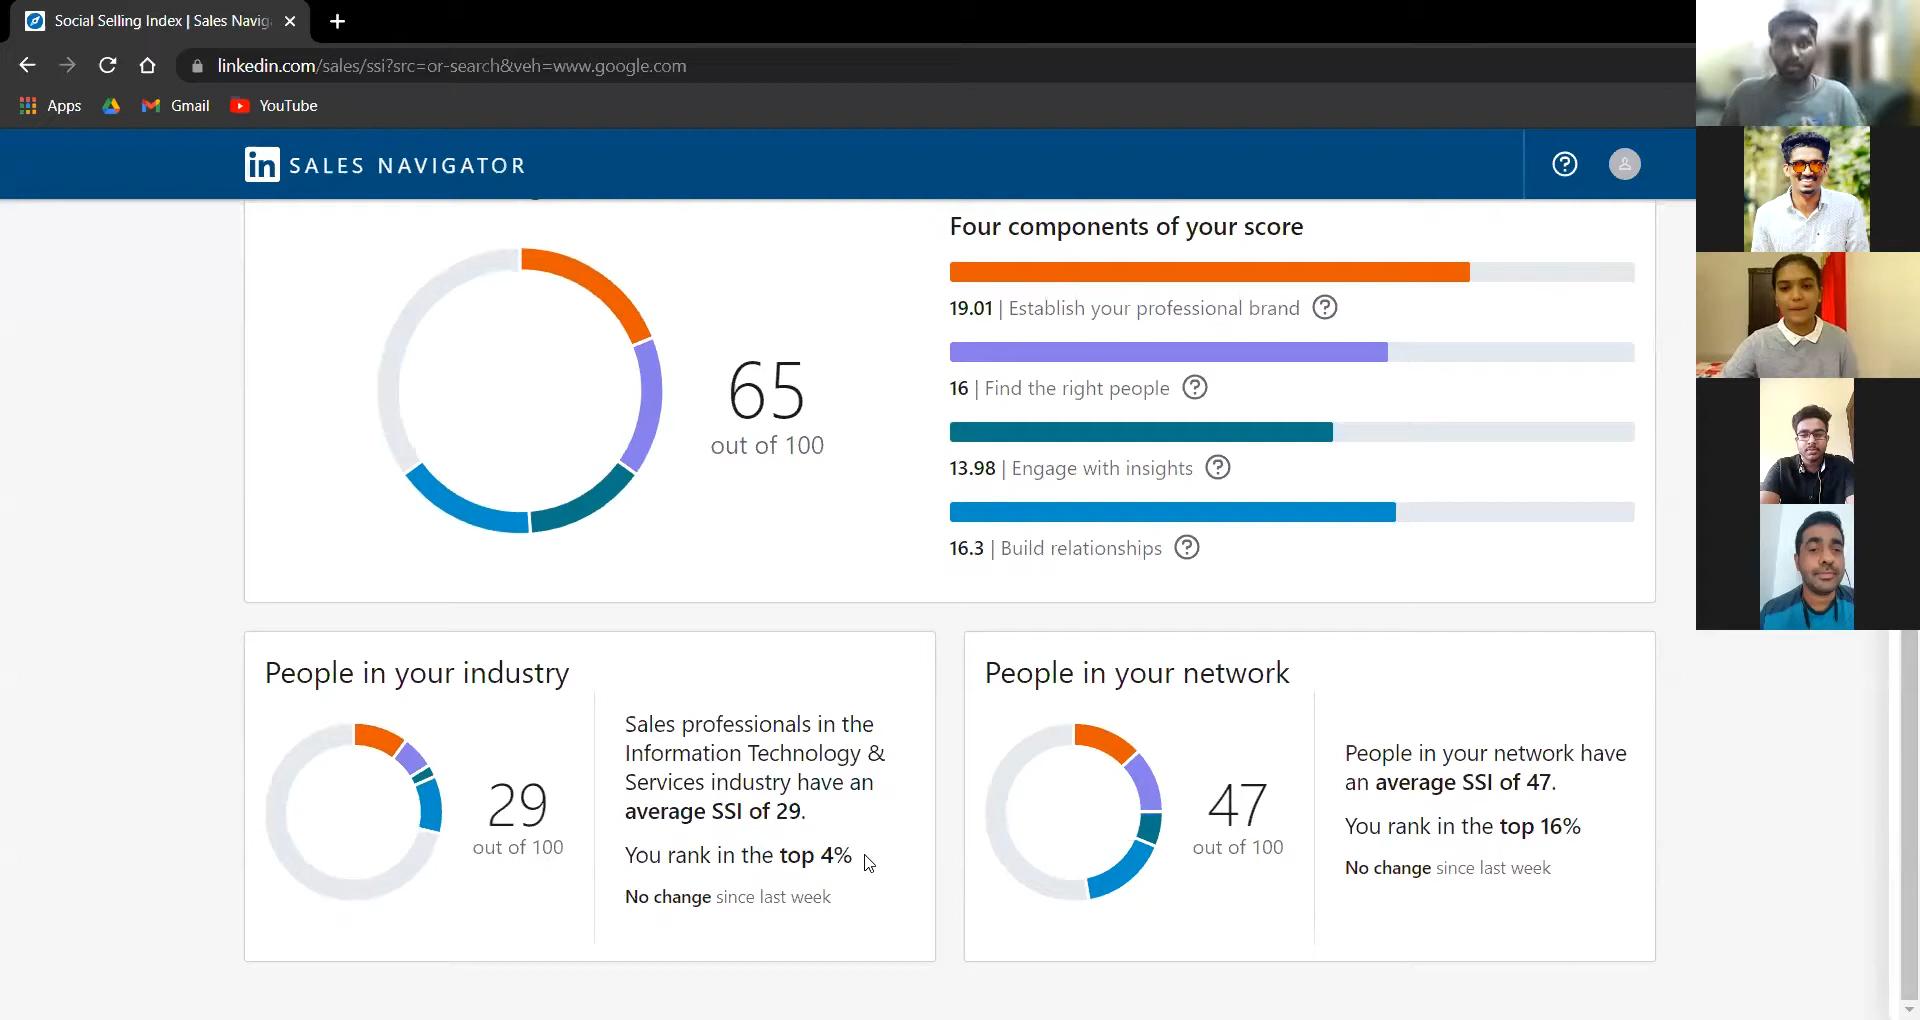 Social Selling Index | Sales Navig
linkedin.com/sales/ssi?src=or-search&veh=www.google.com
Apps
Gmail
YouTube
in SALES NAVIGATOR
Four components of your score
19.01 | Establish your professional brand
16 | Find the right people
13.98 | Engage with insights
16.3 | Build relationships
65
out of 100
People in your industry
29
out of 100
Sales professionals in the
Information Technology &
Services industry have an
average SSI of 29.
You rank in the top 4%
No change since last week
People in your network
47
out of 100
People in your network have
an average SSI of 47.
You rank in the top 16%
No change since last week